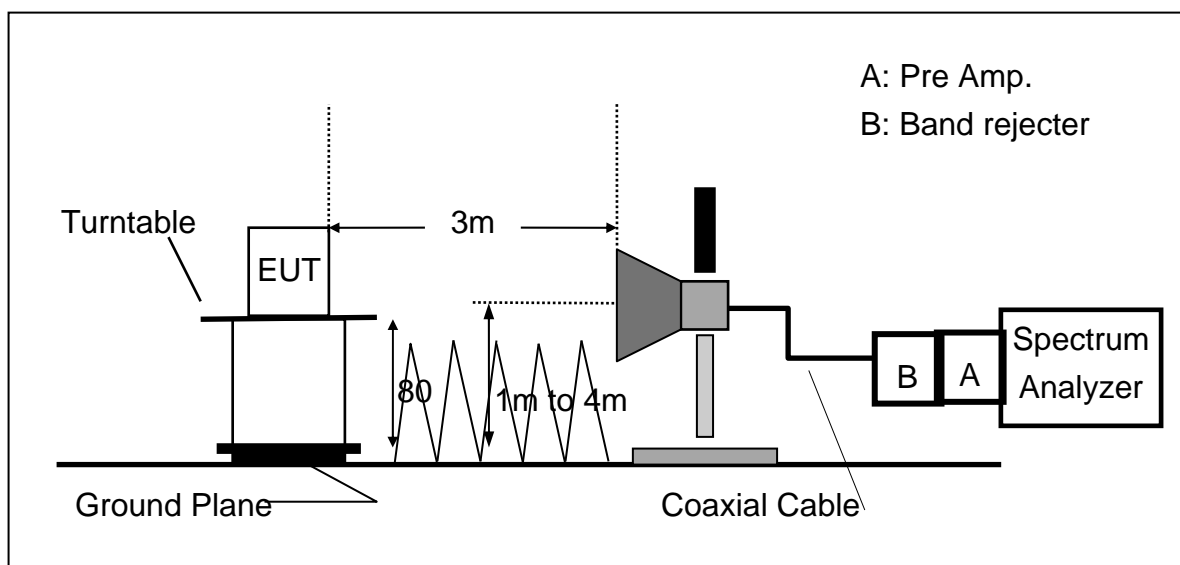 A: Pre Amp.
B: Band rejecter
Turntable
3m
EUT
80
1m to 4m
B
A
Spectrum
Analyzer
Ground Plane
Coaxial Cable